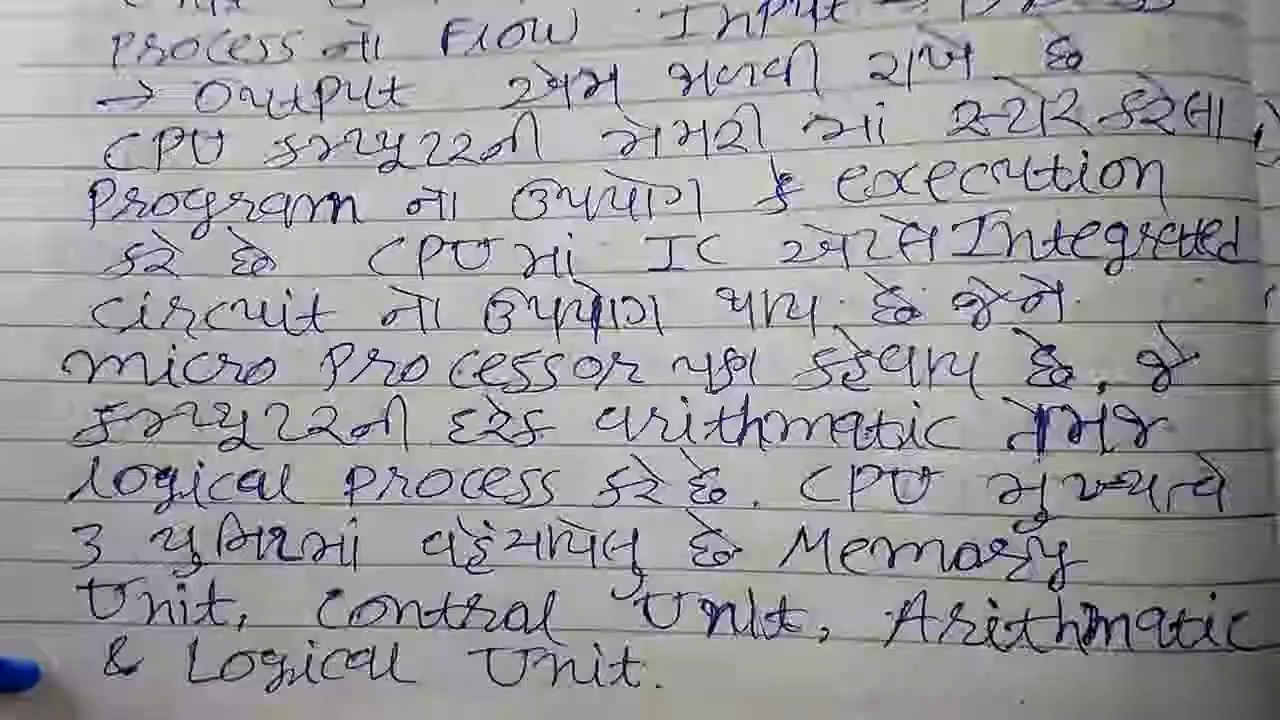 Process નો Flow Input
→ Output એમ જાળવી રાખે છે
CPU કમ્પ્યુટરની મેમરી માં સ્ટોર કરેલા
Program નો ઉપયોગ કે execution
કરે છે CPU માં IC એટલે Integrated
Circuit નો ઉપયોગ થાય છે જેને
micro Processor પણ કહેવાય છે. જે
કમ્પ્યુટરની દરેક arithmatic તેમજ
Logical Process કરે છે. CPU મુખ્યત્વે
3 યુનિટમાં વહેંચાયેલુ છે Memory
Unit, Contral Unit, Arithmatic
& Logical Unit.